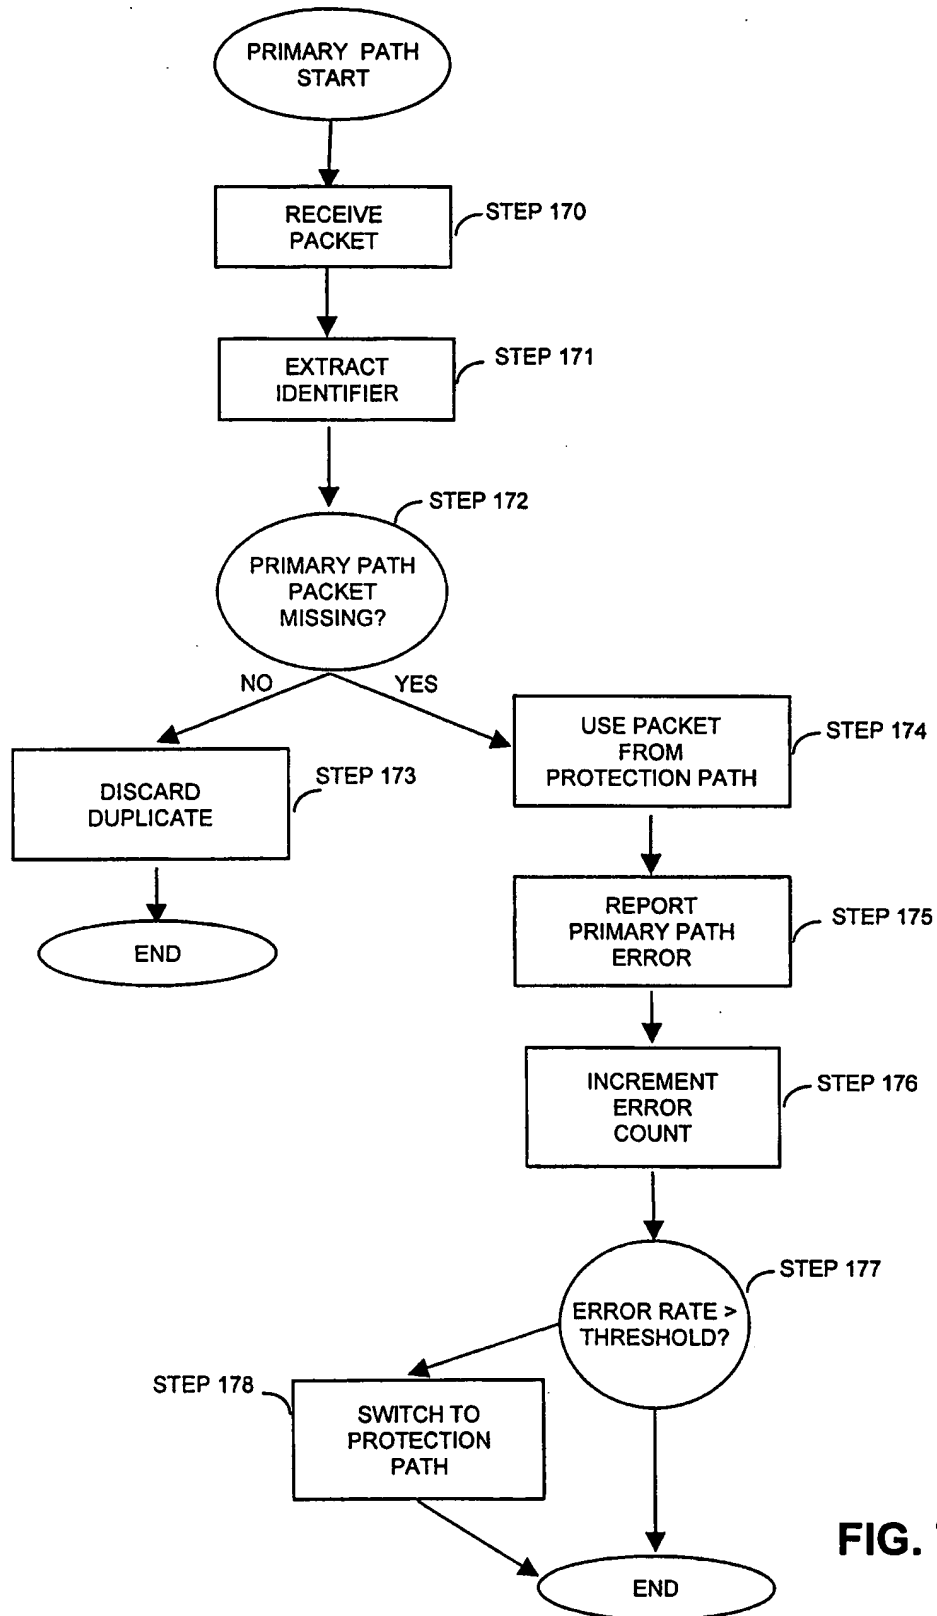 PRIMARY PATH
START
RECEIVE
PACKET
STEP 170
EXTRACT
IDENTIFIER
STEP 171
STEP 172
PRIMARY PATH
PACKET
MISSING?
NO
YES
DISCARD
DUPLICATE
STEP 173
END
USE PACKET
FROM
PROTECTION PATH
STEP 174
REPORT
PRIMARY PATH
ERROR
STEP 175
INCREMENT
ERROR
COUNT
STEP 176
ERROR RATE >
THRESHOLD?
STEP 177
STEP 178
SWITCH TO
PROTECTION
PATH
END
FIG.